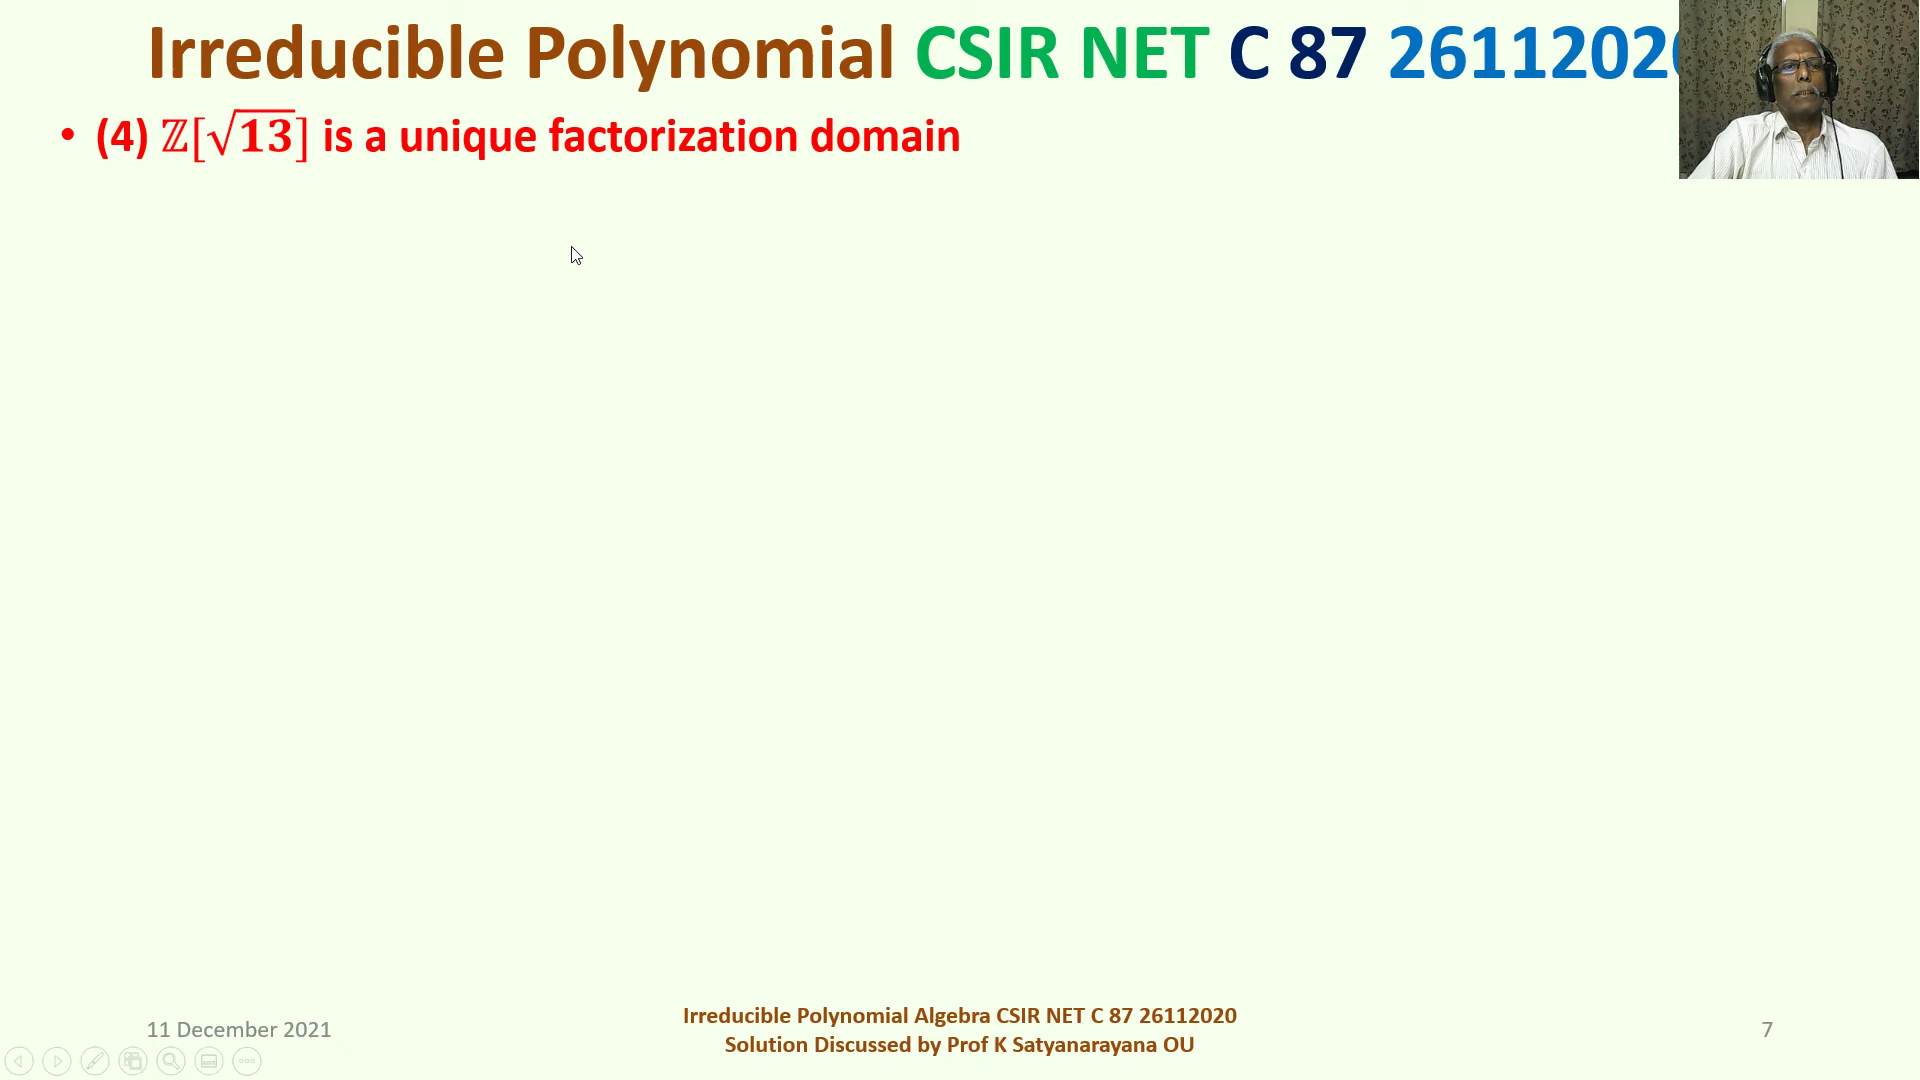 Irreducible Polynomial CSIR NET C 87 2611202
• (4) ℤ[√13] is a unique factorization domain
11 December 2021
Irreducible Polynomial Algebra CSIR NET C 87 26112020
Solution Discussed by Prof K Satyanarayana OU
7